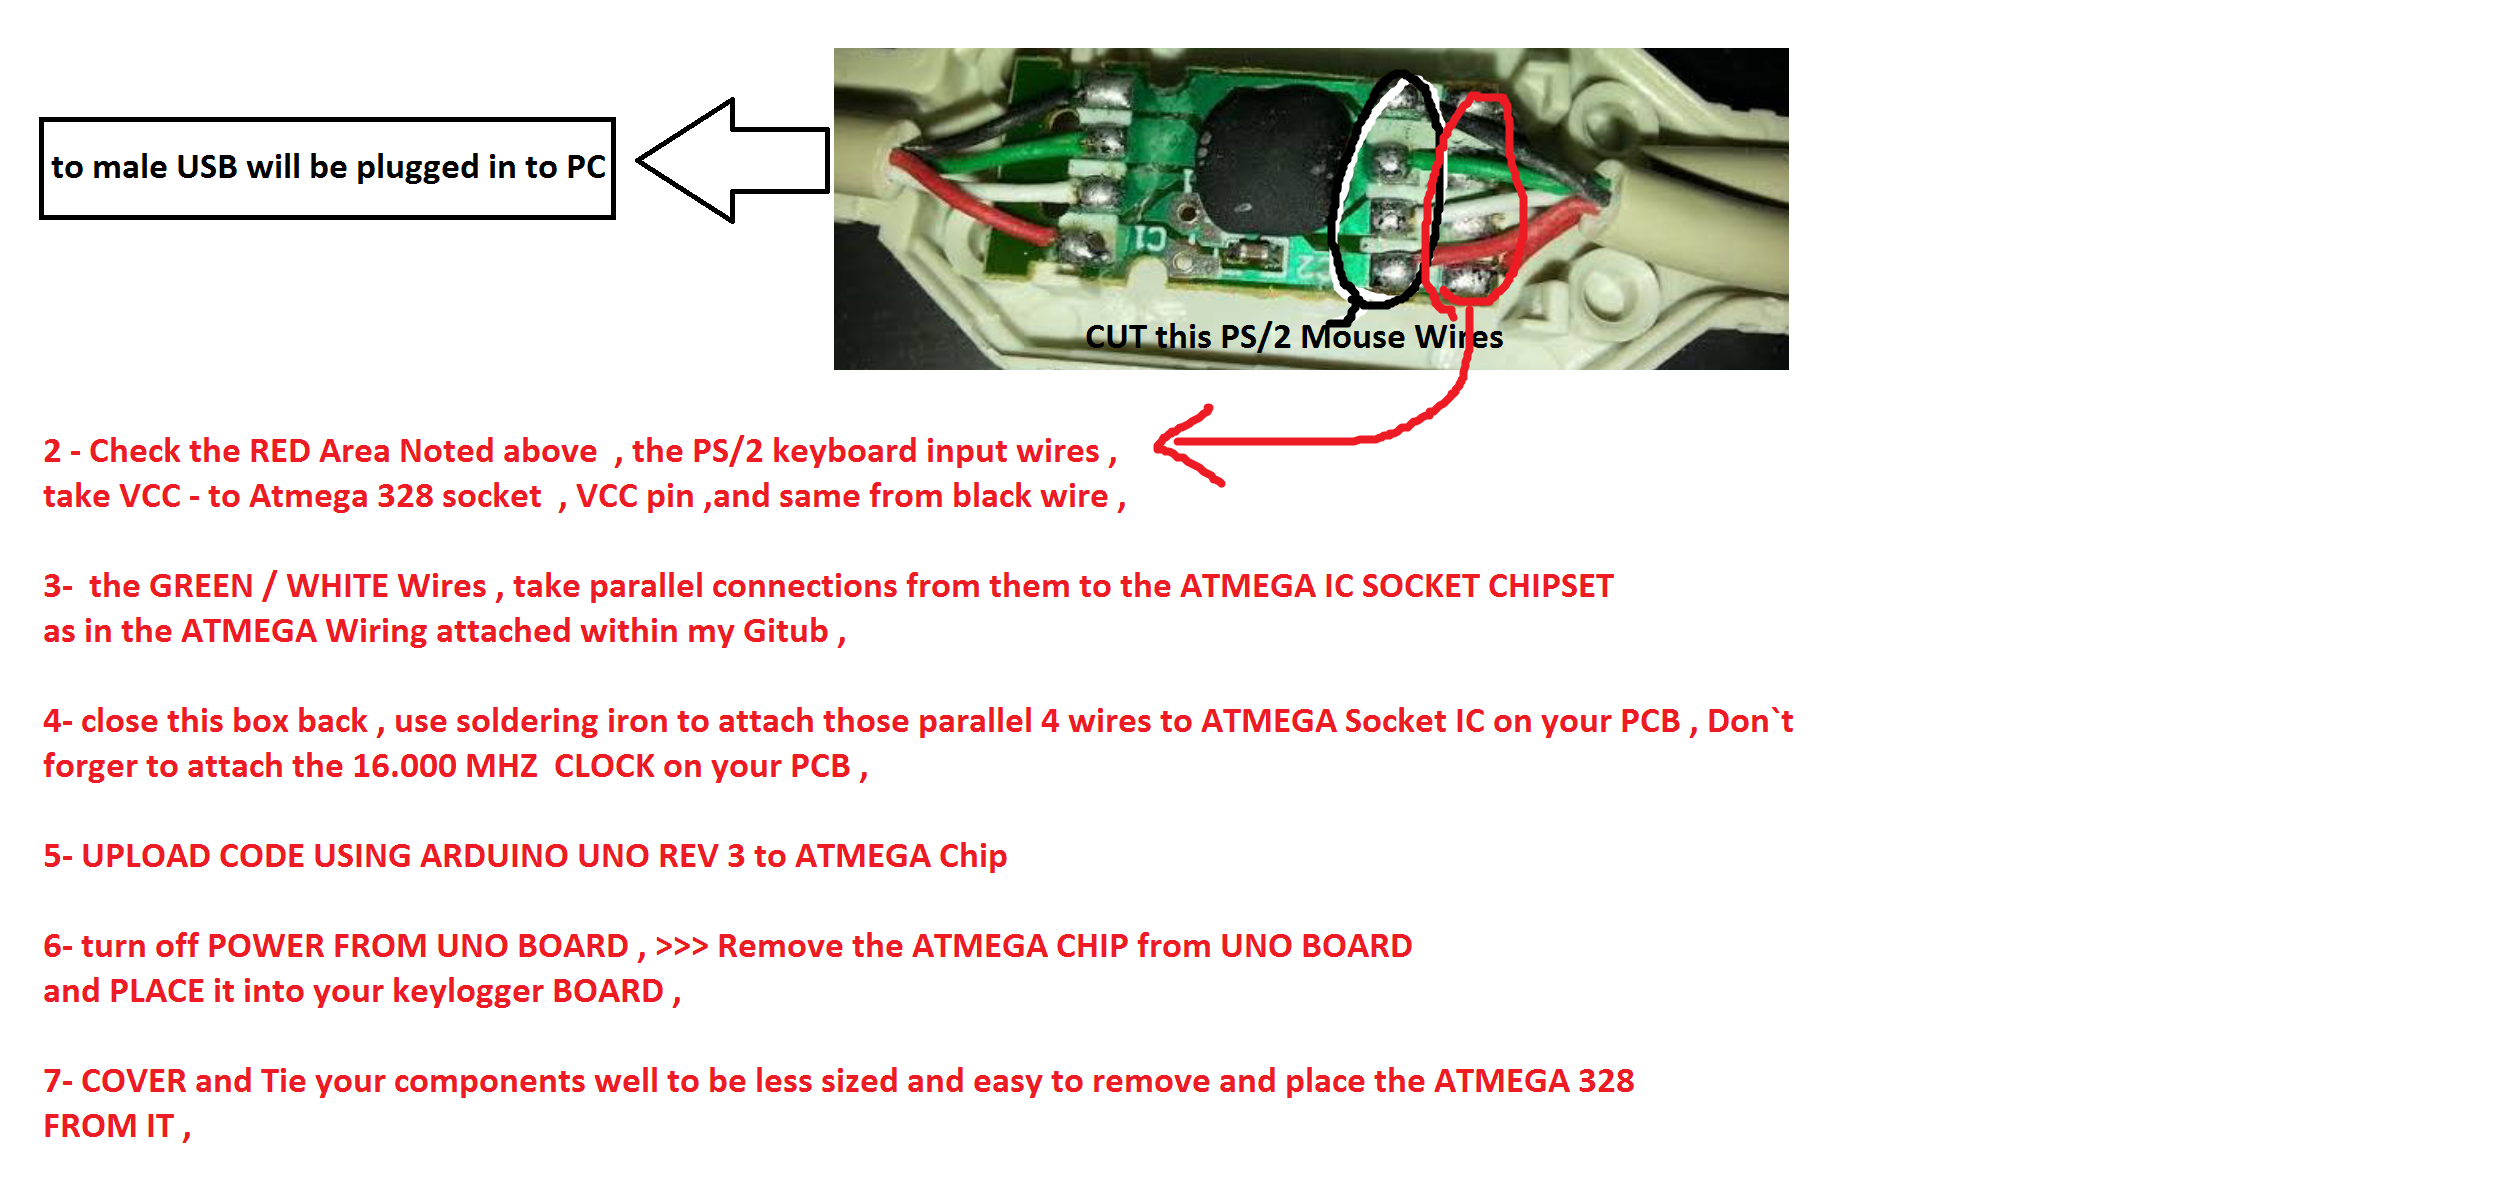 to male USB will be plugged in to PC
C1
CUT this PS/2 Mouse Wires
2 - Check the RED Area Noted above , the PS/2 keyboard input wires ,
take VCC - to Atmega 328 socket , VCC pin ,and same from black wire ,
3- the GREEN / WHITE Wires , take parallel connections from them to the ATMEGA IC SOCKET CHIPSET
as in the ATMEGA Wiring attached within my Gitub ,
4- close this box back , use soldering iron to attach those parallel 4 wires to ATMEGA Socket IC on your PCB , Don`t
forger to attach the 16.000 MHZ CLOCK on your PCB ,
5- UPLOAD CODE USING ARDUINO UNO REV 3 to ATMEGA Chip
6- turn off POWER FROM UNO BOARD , >>> Remove the ATMEGA CHIP from UNO BOARD
and PLACE it into your keylogger BOARD ,
7- COVER and Tie your components well to be less sized and easy to remove and place the ATMEGA 328
FROM IT ,